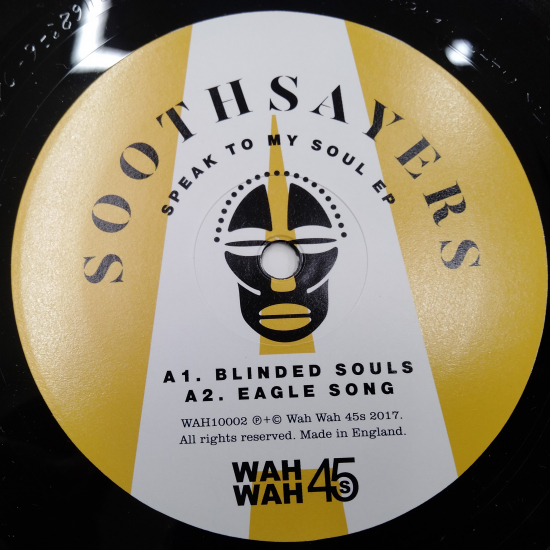 SOOTHSAYERS
SPEAK TO MY SOUL EP
A1. BLINDED SOULS
A2. EAGLE SONG
WAH10002 ℗+© Wah Wah 45s 2017.
All rights reserved. Made in England.
WAH
WAH 45s